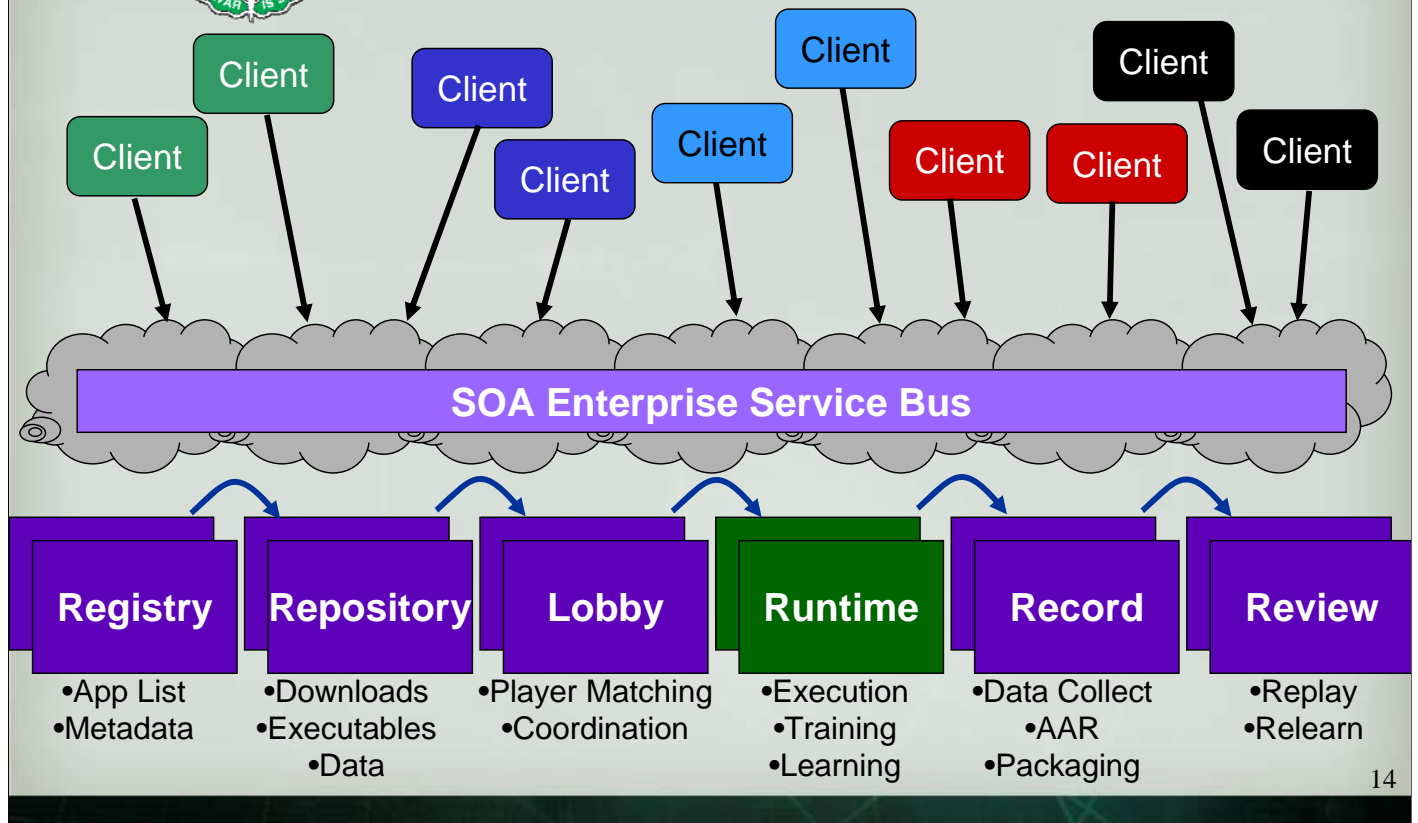 WAR IS
Client
Client
Client
Client
Client
Client
Client
Client
Client
Client
SOA Enterprise Service Bus
Registry
•App List
•Metadata
Repository
•Downloads
•Executables
•Data
Lobby
•Player Matching
•Coordination
Runtime
•Execution
•Training
•Learning
Record
•Data Collect
•AAR
•Packaging
Review
•Replay
•Relearn
14